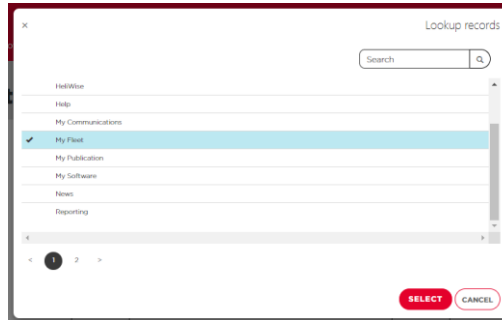 ×
Lookup records
Search
HeliWise
Help
My Communications
My Fleet
My Publication
My Software
News
Reporting
< 1 2 >
SELECT CANCEL